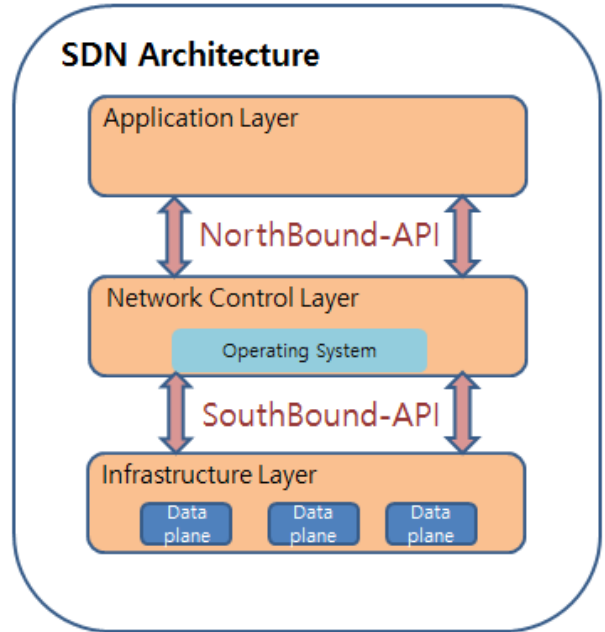 SDN Architecture
Application Layer
NorthBound-API
Network Control Layer
Operating System
SouthBound-API
Infrastructure Layer
Data
plane
Data
plane
Data
plane